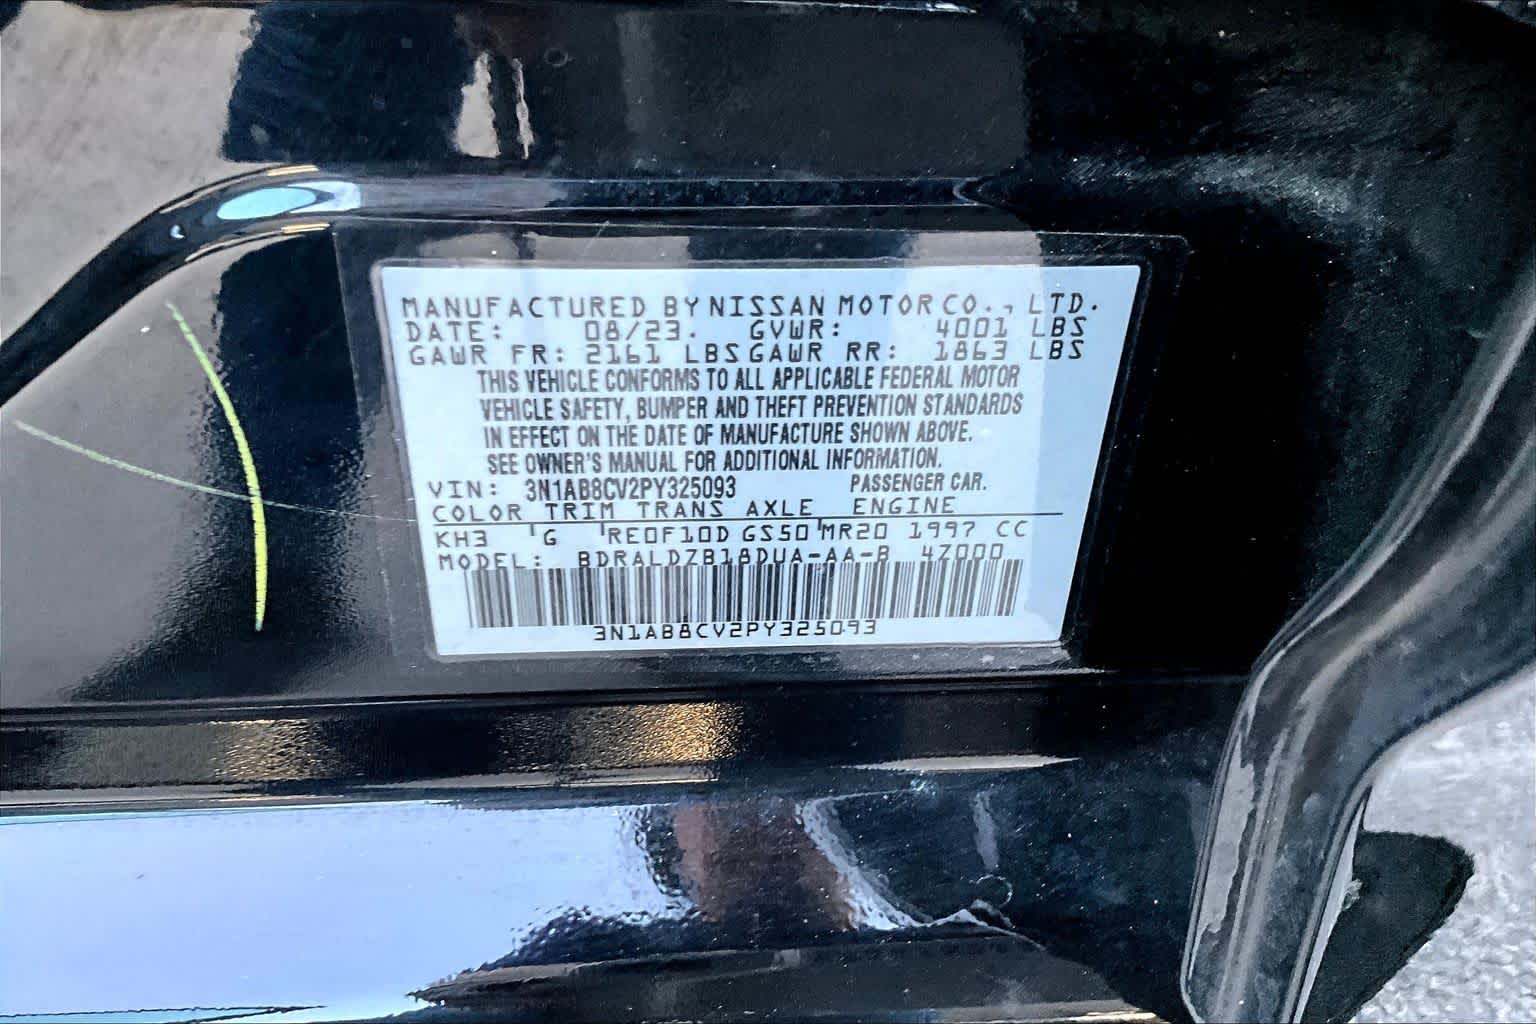 MANUFACTURED BY NISSAN MOTOR CO., LTD.
DATE: 08/23. GVWR: 4001 LBS
GAWR FR: 2161 LBS GAWR RR: 1863 LBS
THIS VEHICLE CONFORMS TO ALL APPLICABLE FEDERAL MOTOR
VEHICLE SAFETY, BUMPER AND THEFT PREVENTION STANDARDS
IN EFFECT ON THE DATE OF MANUFACTURE SHOWN ABOVE.
SEE OWNER'S MANUAL FOR ADDITIONAL INFORMATION.
VIN: 3N1AB8CV2PY325093 PASSENGER CAR.
COLOR TRIM TRANS AXLE ENGINE
KH3 G RE0F10D GS50 MR20 1997 CC
MODEL: BDRALDZB18DUA-AA-B 4Z000
3N1AB8CV2PY325093